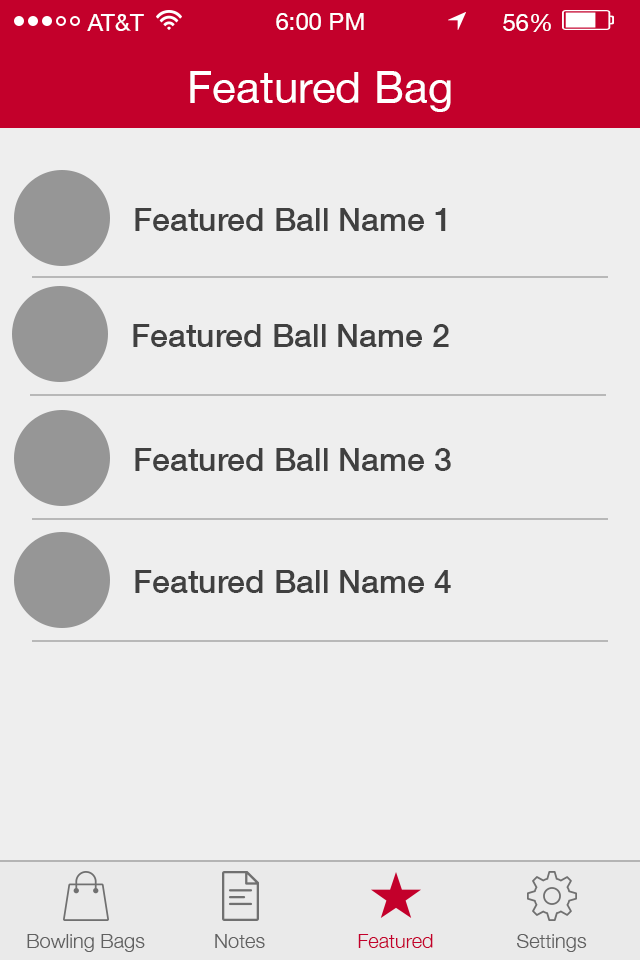 AT&T 6:00 PM 56%
Featured Bag
Featured Ball Name 1
Featured Ball Name 2
Featured Ball Name 3
Featured Ball Name 4
Bowling Bags Notes Featured Settings